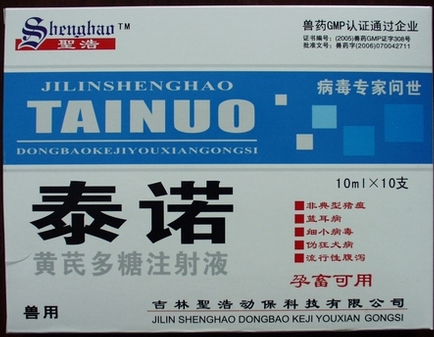 Shenghao™
聖浩
兽药GMP认证通过企业
证书编号：(2005)兽药GMP证字308号
批准文号：兽药字(2006)070042711
JILINSHENGHAO
病毒专家问世
TAINUO
DONGBAOKEJIYOUXIANGONGSI
10ml×10支
泰诺
■非典型猪瘟
■蓝耳病
■细小病毒
■伪狂犬病
■流行性腹泻
黄芪多糖注射液
孕畜可用
兽用
吉林聖浩动保科技有限公司
JILIN SHENGHAO DONGBAO KEJI YOUXIAN GONGSI